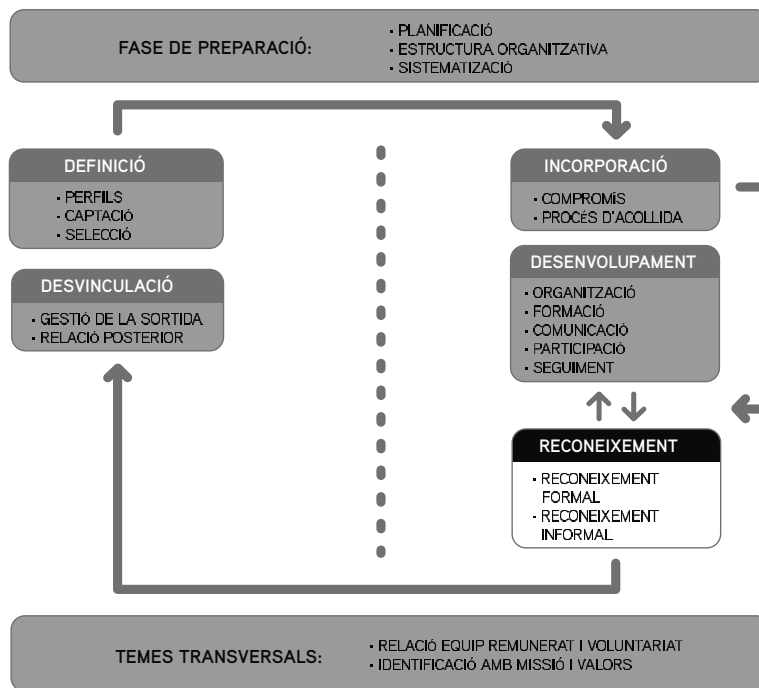 FASE DE PREPARACIÓ:
· PLANIFICACIÓ
· ESTRUCTURA ORGANITZATIVA
· SISTEMATIZACIÓ
DEFINICIÓ
· PERFILS
· CAPTACIÓ
· SELECCIÓ
DESVINCULACIÓ
· GESTIÓ DE LA SORTIDA
· RELACIÓ POSTERIOR
INCORPORACIÓ
· COMPROMÍS
· PROCÉS D'ACOLLIDA
DESENVOLUPAMENT
· ORGANITZACIÓ
· FORMACIÓ
· COMUNICACIÓ
· PARTICIPACIÓ
· SEGUIMENT
RECONEIXEMENT
· RECONEIXEMENT
FORMAL
· RECONEIXEMENT
INFORMAL
TEMES TRANSVERSALS:
· RELACIÓ EQUIP REMUNERAT I VOLUNTARIAT
· IDENTIFICACIÓ AMB MISSIÓ I VALORS